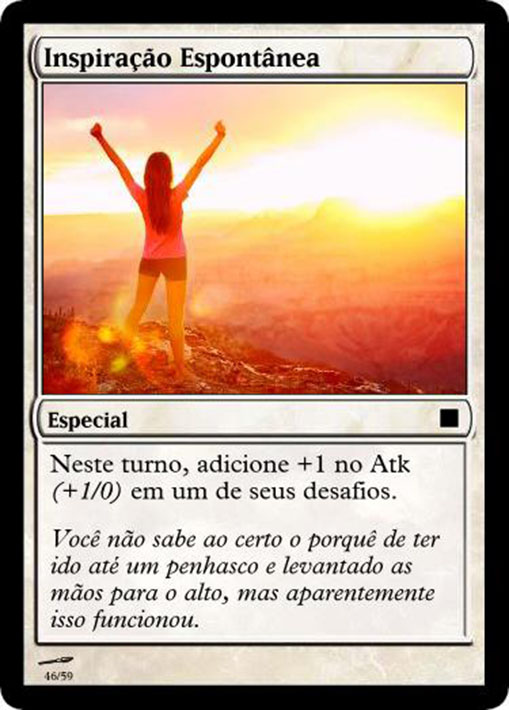 Inspiração Espontânea
Especial
Neste turno, adicione +1 no Atk
(+1/0) em um de seus desafios.
Você não sabe ao certo o porquê de ter
ido até um penhasco e levantado as
mãos para o alto, mas aparentemente
isso funcionou.
46/59